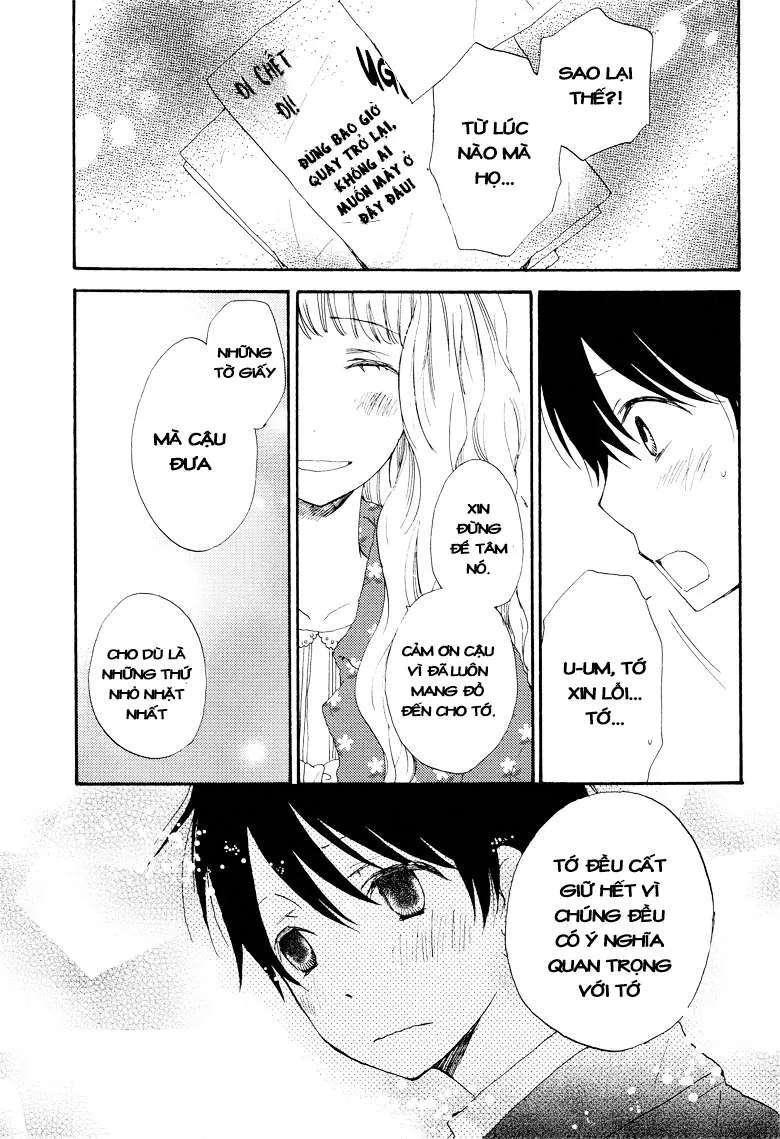 SAO LẠI
THẾ?!
TỪ LÚC
NÀO MÀ
HỌ...
ĐI CHẾT
ĐI!
ĐỪNG BAO GIỜ
QUAY TRỞ LẠI,
KHÔNG AI
MUỐN MÀY Ở
ĐÂY ĐÂU!
U-UM, TỚ
XIN LỖI...
TỚ...
XIN
ĐỪNG
ĐỂ TÂM
NÓ.
CẢM ƠN CẬU
VÌ ĐÃ LUÔN
MANG ĐỒ
ĐẾN CHO TỚ.
NHỮNG
TỜ GIẤY
MÀ CẬU
ĐƯA
CHO DÙ LÀ
NHỮNG THỨ
NHỎ NHẶT
NHẤT
TỚ ĐỀU CẤT
GIỮ HẾT VÌ
CHÚNG ĐỀU
CÓ Ý NGHĨA
QUAN TRỌNG
VỚI TỚ